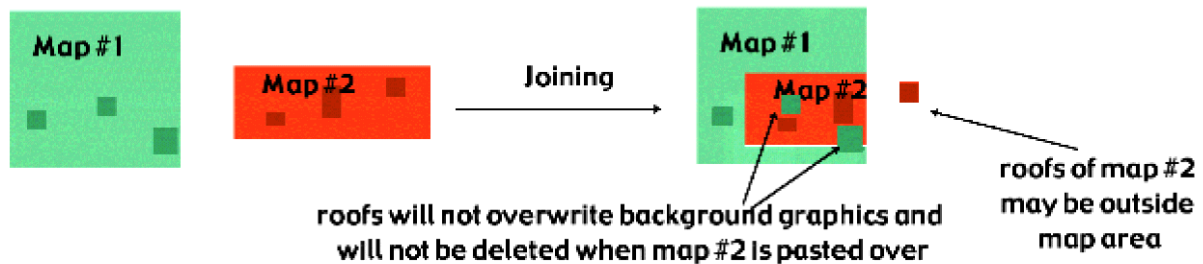 Map #1
Map #2
Joining
Map #1
Map #2
roofs will not overwrite background graphics and
will not be deleted when map #2 is pasted over
roofs of map #2
may be outside
map area